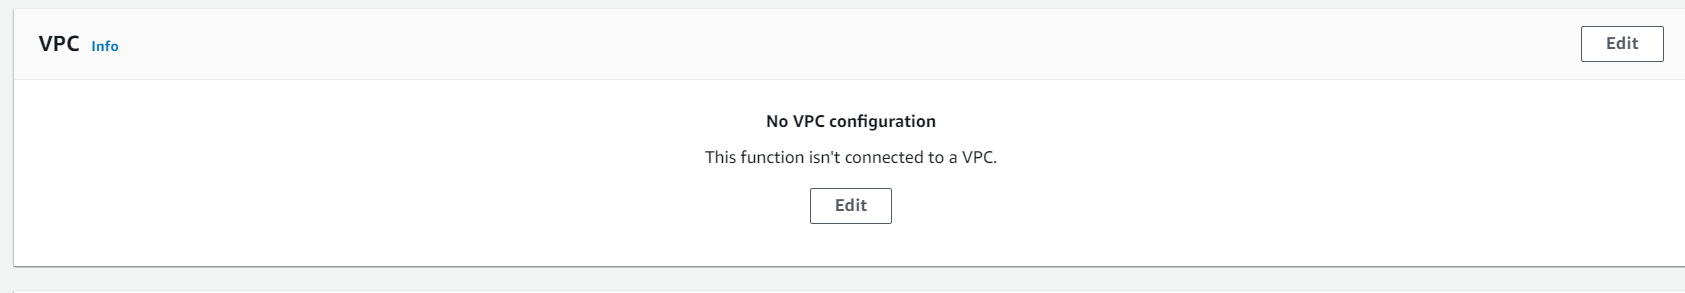 VPC Info
Edit
No VPC configuration
This function isn't connected to a VPC.
Edit